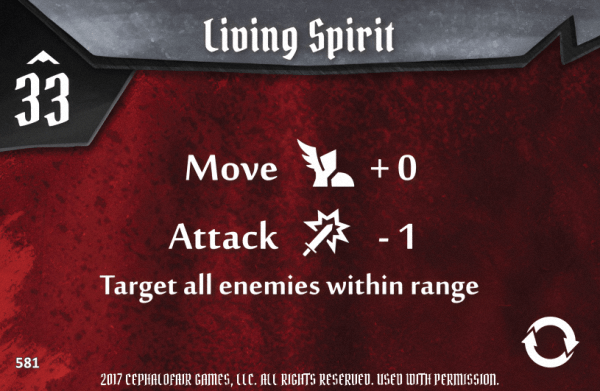 Living Spirit
33
Move + 0
Attack - 1
Target all enemies within range
581
2017 CEPHALOFAIR GAMES, LLC. ALL RIGHTS RESERVED. USED WITH PERMISSION.